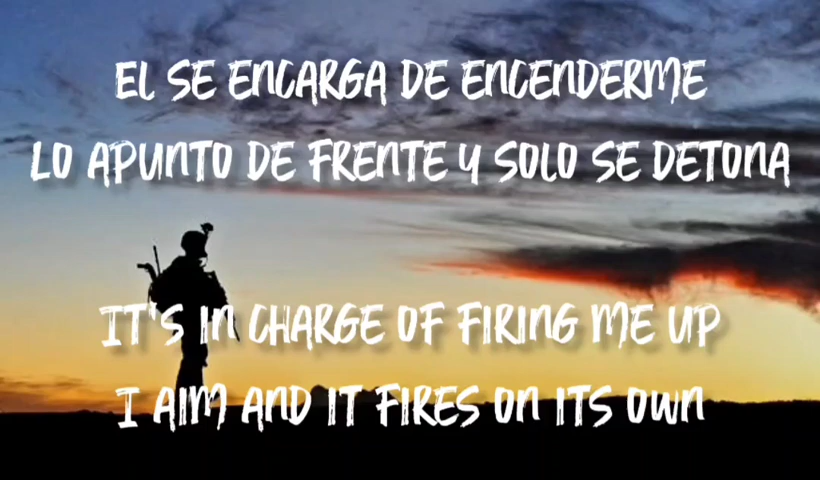 EL SE ENCARGA DE ENCENDERME
LO APUNTO DE FRENTE Y SOLO SE DETONA
IT'S IN CHARGE OF FIRING ME UP
I AIM AND IT FIRES ON ITS OWN